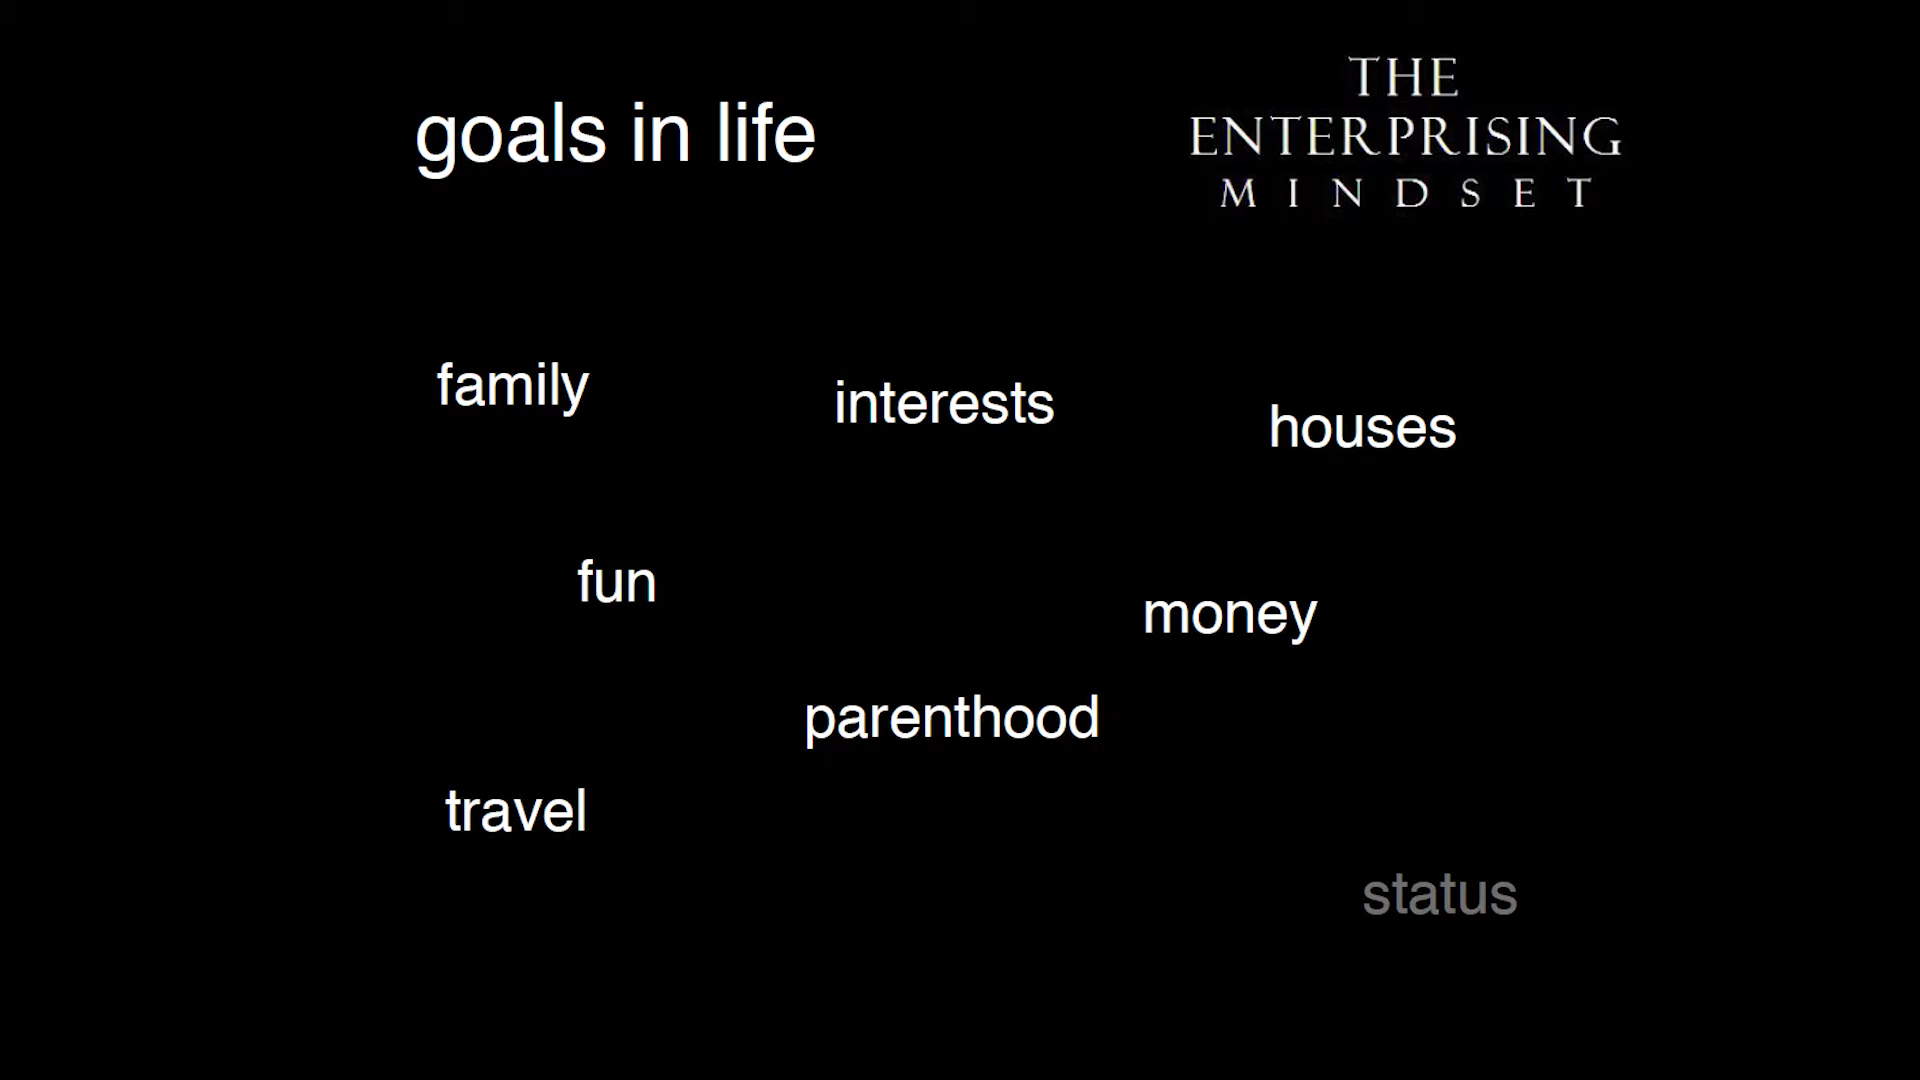 goals in life
THE
ENTERPRISING
MINDSET
family
interests
houses
fun
money
parenthood
travel
status